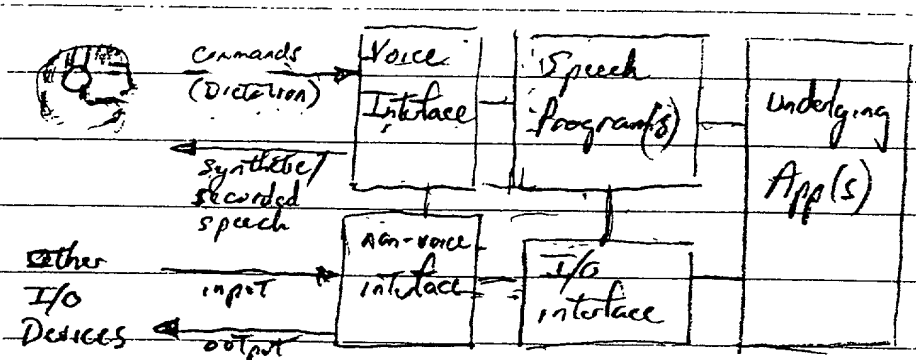 Commands
(Dictation)
Voice
Interface
Speech
Program(s)
Underlying
App(s)
synthetic/
recorded
speech
Other
I/O
Devices
input
output
non-voice
interface
I/O
interface